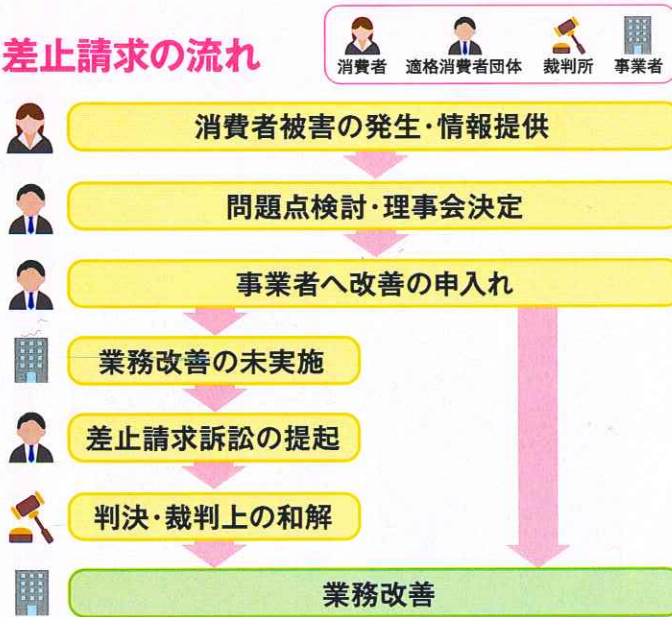 差止請求の流れ
消費者 適格消費者団体 裁判所 事業者
消費者被害の発生・情報提供
問題点検討・理事会決定
事業者へ改善の申入れ
業務改善の未実施
差止請求訴訟の提起
判決・裁判上の和解
業務改善